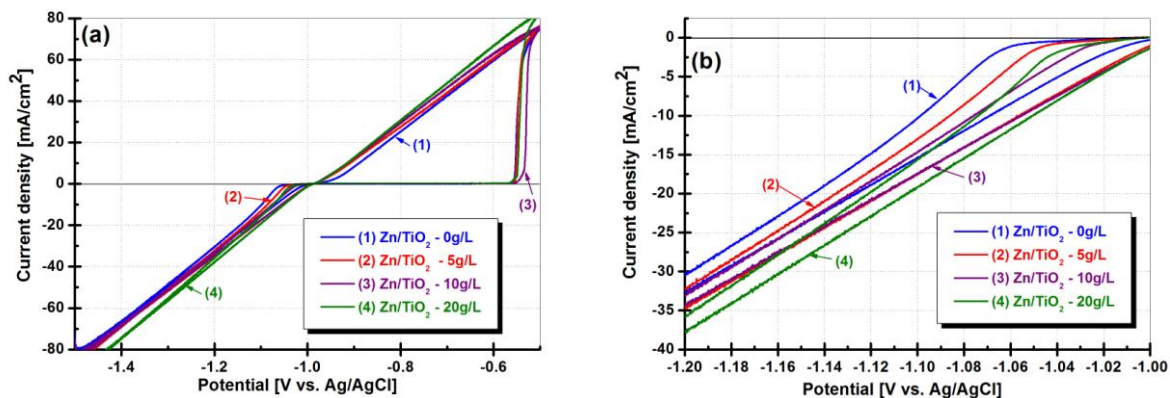 (a)
Current density [mA/cm²]
80
60
40
20
0
-20
-40
-60
-80
(1)
(2)
(3)
(4)
(1) Zn/TiO₂ - 0g/L
(2) Zn/TiO₂ - 5g/L
(3) Zn/TiO₂ - 10g/L
(4) Zn/TiO₂ - 20g/L
-1.4 -1.2 -1.0 -0.8 -0.6
Potential [V vs. Ag/AgCl]
(b)
Current density [mA/cm²]
0
-5
-10
-15
-20
-25
-30
-35
-40
(1)
(2)
(3)
(4)
(1) Zn/TiO₂ - 0g/L
(2) Zn/TiO₂ - 5g/L
(3) Zn/TiO₂ - 10g/L
(4) Zn/TiO₂ - 20g/L
-1.20 -1.18 -1.16 -1.14 -1.12 -1.10 -1.08 -1.06 -1.04 -1.02 -1.00
Potential [V vs. Ag/AgCl]